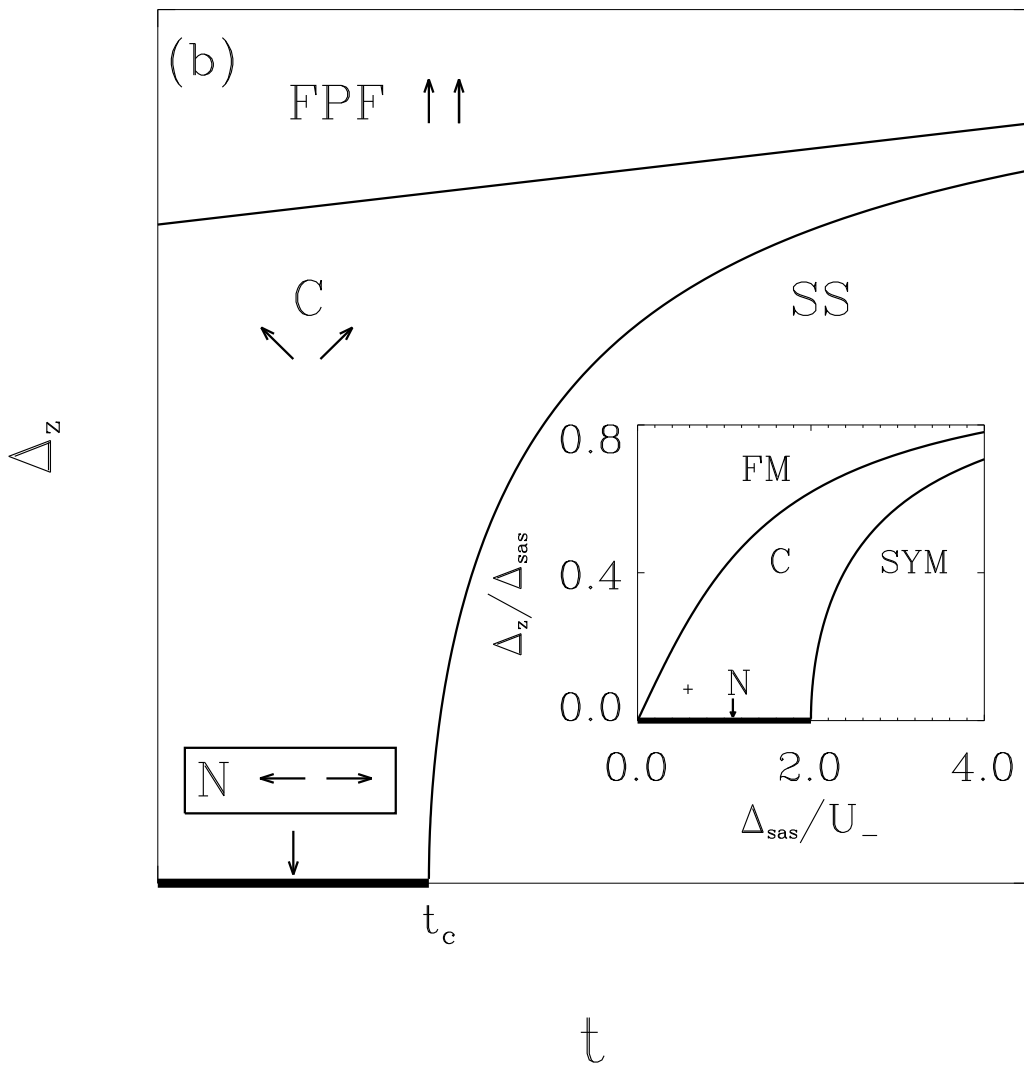 (b)
FPF ↑ ↑
C
SS
Δz
0.8
FM
Δz/Δsas
0.4
C
SYM
+
N
0.0
N ← →
0.0 2.0 4.0
Δsas/U−
tc
t